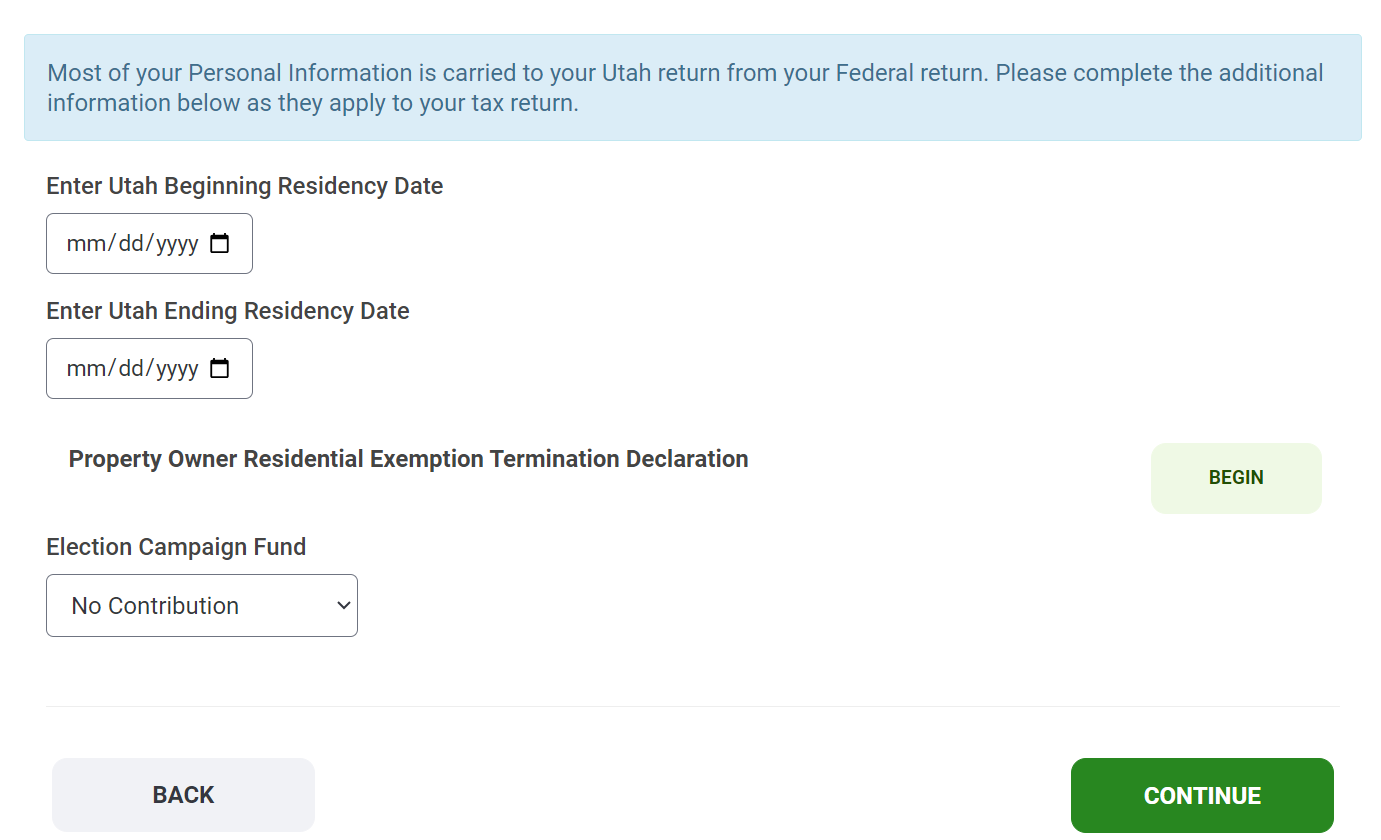 Most of your Personal Information is carried to your Utah return from your Federal return. Please complete the additional
information below as they apply to your tax return.
Enter Utah Beginning Residency Date
mm/dd/yyyy
Enter Utah Ending Residency Date
mm/dd/yyyy
Property Owner Residential Exemption Termination Declaration
BEGIN
Election Campaign Fund
No Contribution
BACK
CONTINUE